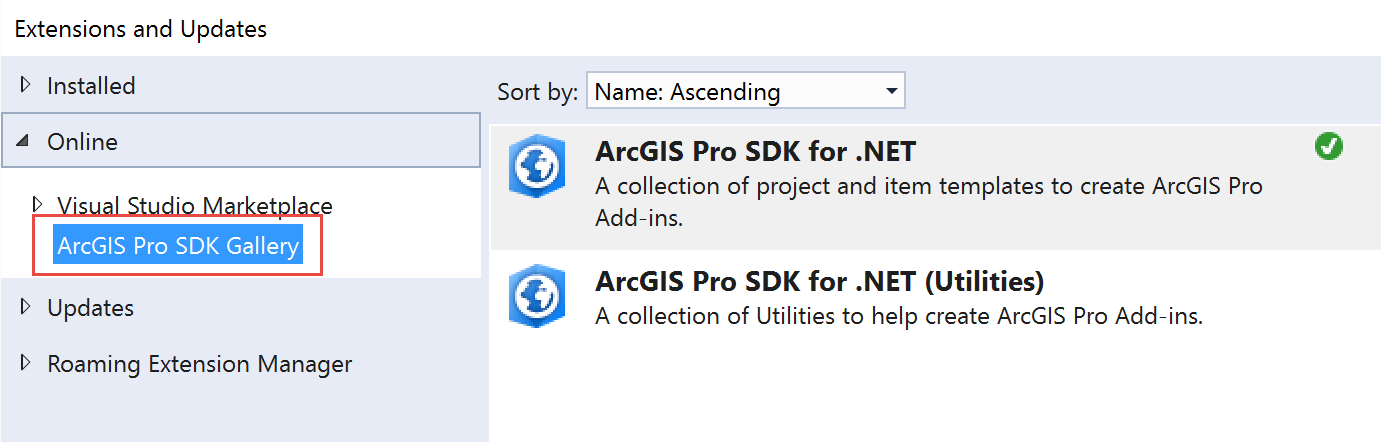 Extensions and Updates
Installed
Online
Visual Studio Marketplace
ArcGIS Pro SDK Gallery
Updates
Roaming Extension Manager
Sort by: Name: Ascending
ArcGIS Pro SDK for .NET
A collection of project and item templates to create ArcGIS Pro
Add-ins.
ArcGIS Pro SDK for .NET (Utilities)
A collection of Utilities to help create ArcGIS Pro Add-ins.